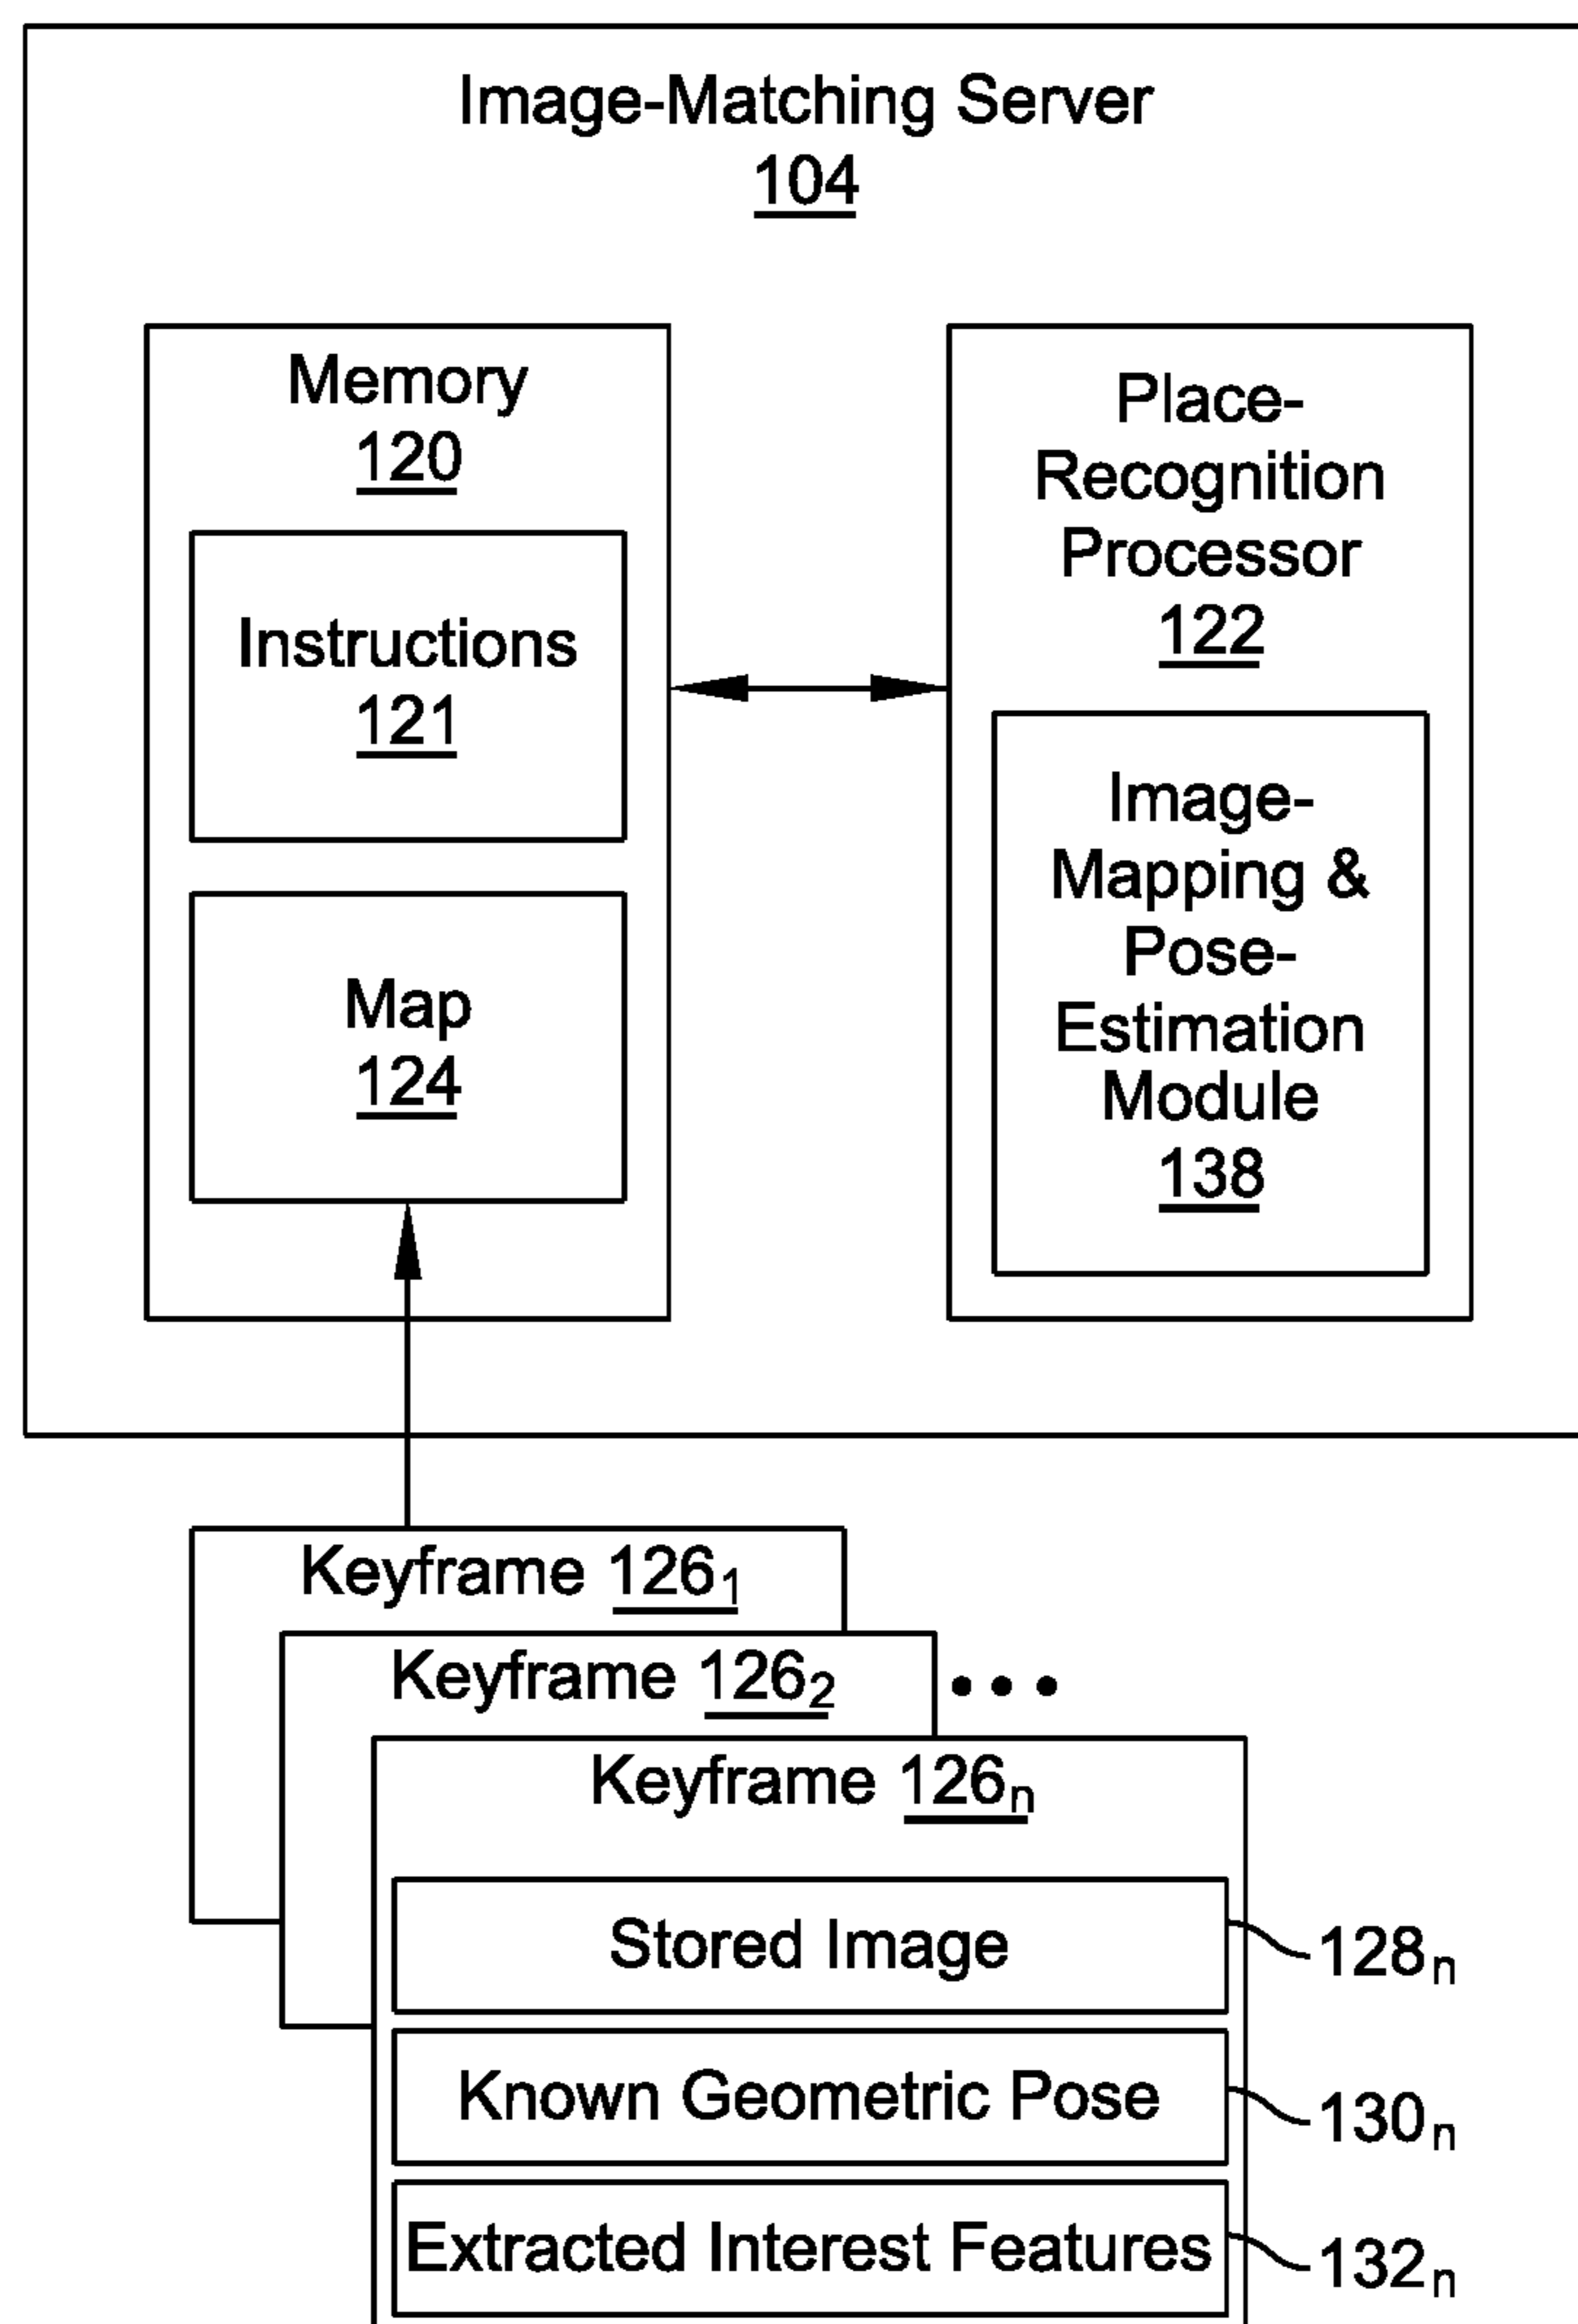 Image-Matching Server
104
Memory
120
Instructions
121
Map
124
Place-
Recognition
Processor
122
Image-
Mapping &
Pose-
Estimation
Module
138
Keyframe 126₁
Keyframe 126₂
Keyframe 126ₙ
Stored Image
128ₙ
Known Geometric Pose
130ₙ
Extracted Interest Features
132ₙ